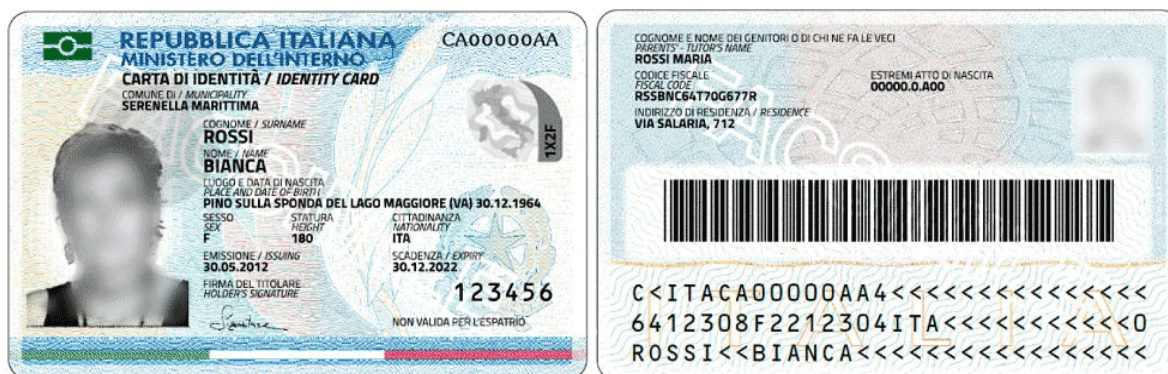 REPUBBLICA ITALIANA
CA00000AA
MINISTERO DELL'INTERNO
CARTA DI IDENTITÀ / IDENTITY CARD
COMUNE DI / MUNICIPALITY
SERENELLA MARITTIMA
COGNOME / SURNAME
ROSSI
NOME / NAME
BIANCA
LUOGO E DATA DI NASCITA
PLACE AND DATE OF BIRTH
PINO SULLA SPONDA DEL LAGO MAGGIORE (VA) 30.12.1964
SESSO STATURA CITTADINANZA
SEX HEIGHT NATIONALITY
F 180 ITA
EMISSIONE / ISSUING SCADENZA / EXPIRY
30.05.2012 30.12.2022
FIRMA DEL TITOLARE
HOLDER'S SIGNATURE
123456
NON VALIDA PER L'ESPATRIO
1X2F
COGNOME E NOME DEI GENITORI O DI CHI NE FA LE VECI
PARENTS' - TUTOR'S NAME
ROSSI MARIA
CODICE FISCALE ESTREMI ATTO DI NASCITA
FISCAL CODE 00000.0.A00
RSSBNC64T70G677R
INDIRIZZO DI RESIDENZA / RESIDENCE
VIA SALARIA, 712
C<ITACA00000AA4<<<<<<<<<<<<<<<
6412308F2212304ITA<<<<<<<<<<<0
ROSSI<<BIANCA<<<<<<<<<<<<<<<<<
ITALIA